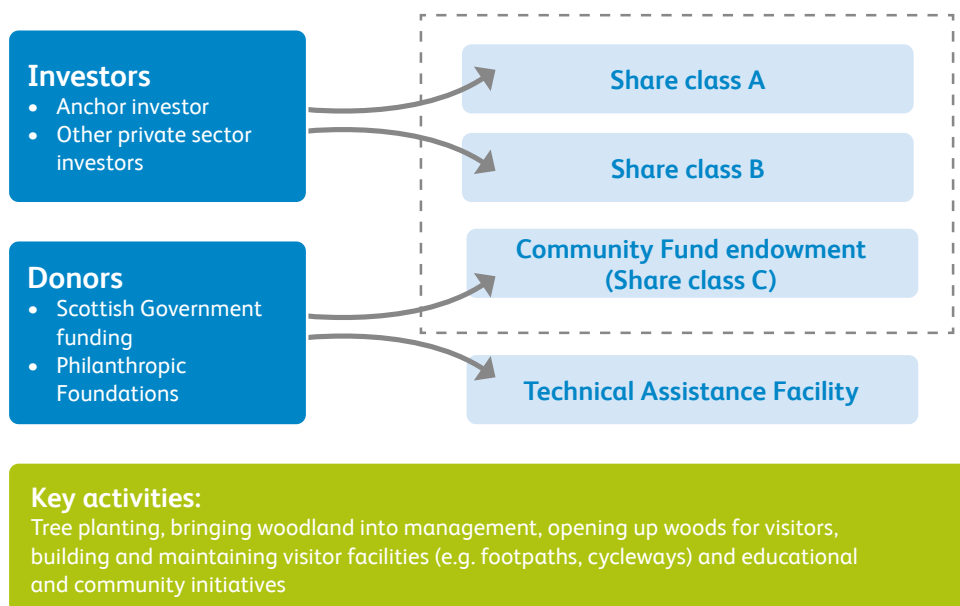 Investors
• Anchor investor
• Other private sector
investors
Share class A
Share class B
Donors
• Scottish Government
funding
• Philanthropic
Foundations
Community Fund endowment
(Share class C)
Technical Assistance Facility
Key activities:
Tree planting, bringing woodland into management, opening up woods for visitors,
building and maintaining visitor facilities (e.g. footpaths, cycleways) and educational
and community initiatives